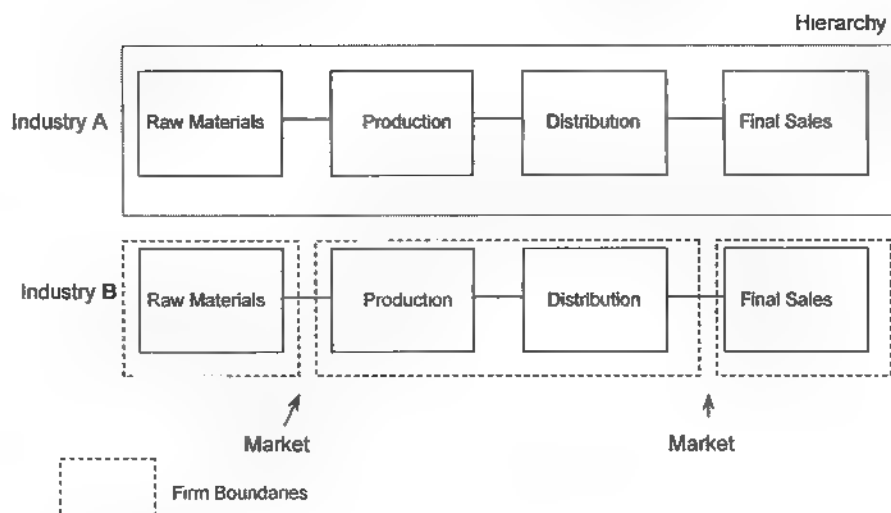 Hierarchy
Industry A
Raw Materials
Production
Distribution
Final Sales
Industry B
Raw Materials
Production
Distribution
Final Sales
Market
Market
Firm Boundaries